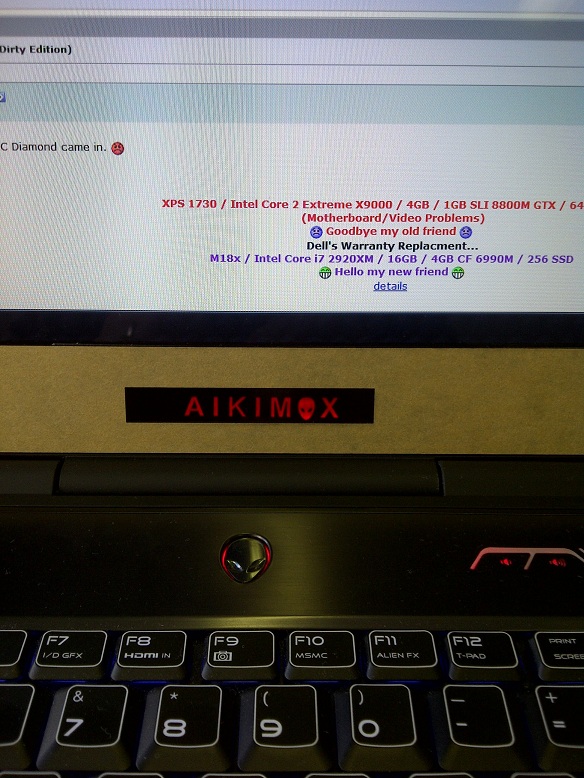 Dirty Edition)
C Diamond came in.
XPS 1730 / Intel Core 2 Extreme X9000 / 4GB / 1GB SLI 8800M GTX / 64
(Motherboard/Video Problems)
Goodbye my old friend
Dell's Warranty Replacment...
M18x / Intel Core i7 2920XM / 16GB / 4GB CF 6990M / 256 SSD
Hello my new friend
details
AIKIMOX
F7 F8 F9 F10 F11 F12 PRINT
I/D GFX HDMI IN MSMC ALIEN FX T-PAD SCREE
& * ( ) _ +
7 8 9 0 - =